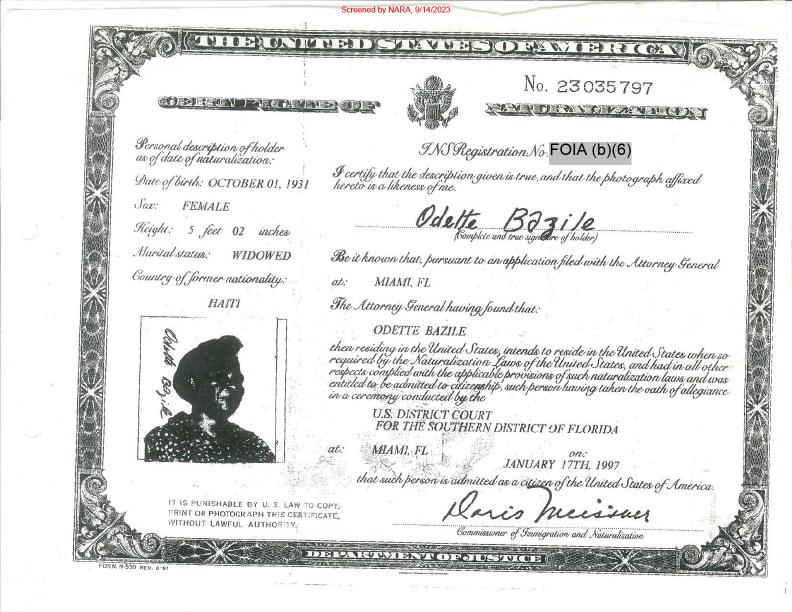 Screened by NARA, 9/14/2023
THE UNITED STATES OF AMERICA
No. 23035797
CERTIFICATE OF NATURALIZATION
Personal description of holder
as of date of naturalization:
Date of birth: OCTOBER 01, 1931
Sex: FEMALE
Height: 5 feet 02 inches
Marital status: WIDOWED
Country of former nationality:
HAITI
Odette Bazile
INS Registration No. FOIA (b)(6)
I certify that the description given is true, and that the photograph affixed
hereto is a likeness of me.
Odette Bazile
(Complete and true signature of holder)
Be it known that, pursuant to an application filed with the Attorney General
at: MIAMI, FL
The Attorney General having found that:
ODETTE BAZILE
then residing in the United States, intends to reside in the United States when so
required by the Naturalization Laws of the United States, and had in all other
respects complied with the applicable provisions of such naturalization laws and was
entitled to be admitted to citizenship, such person having taken the oath of allegiance
in a ceremony conducted by the
U.S. DISTRICT COURT
FOR THE SOUTHERN DISTRICT OF FLORIDA
at: MIAMI, FL on:
JANUARY 17TH, 1997
that such person is admitted as a citizen of the United States of America.
Doris Meissner
Commissioner of Immigration and Naturalization
IT IS PUNISHABLE BY U. S. LAW TO COPY,
PRINT OR PHOTOGRAPH THIS CERTIFICATE,
WITHOUT LAWFUL AUTHORITY.
DEPARTMENT OF JUSTICE
FORM N-550 REV. 6-91